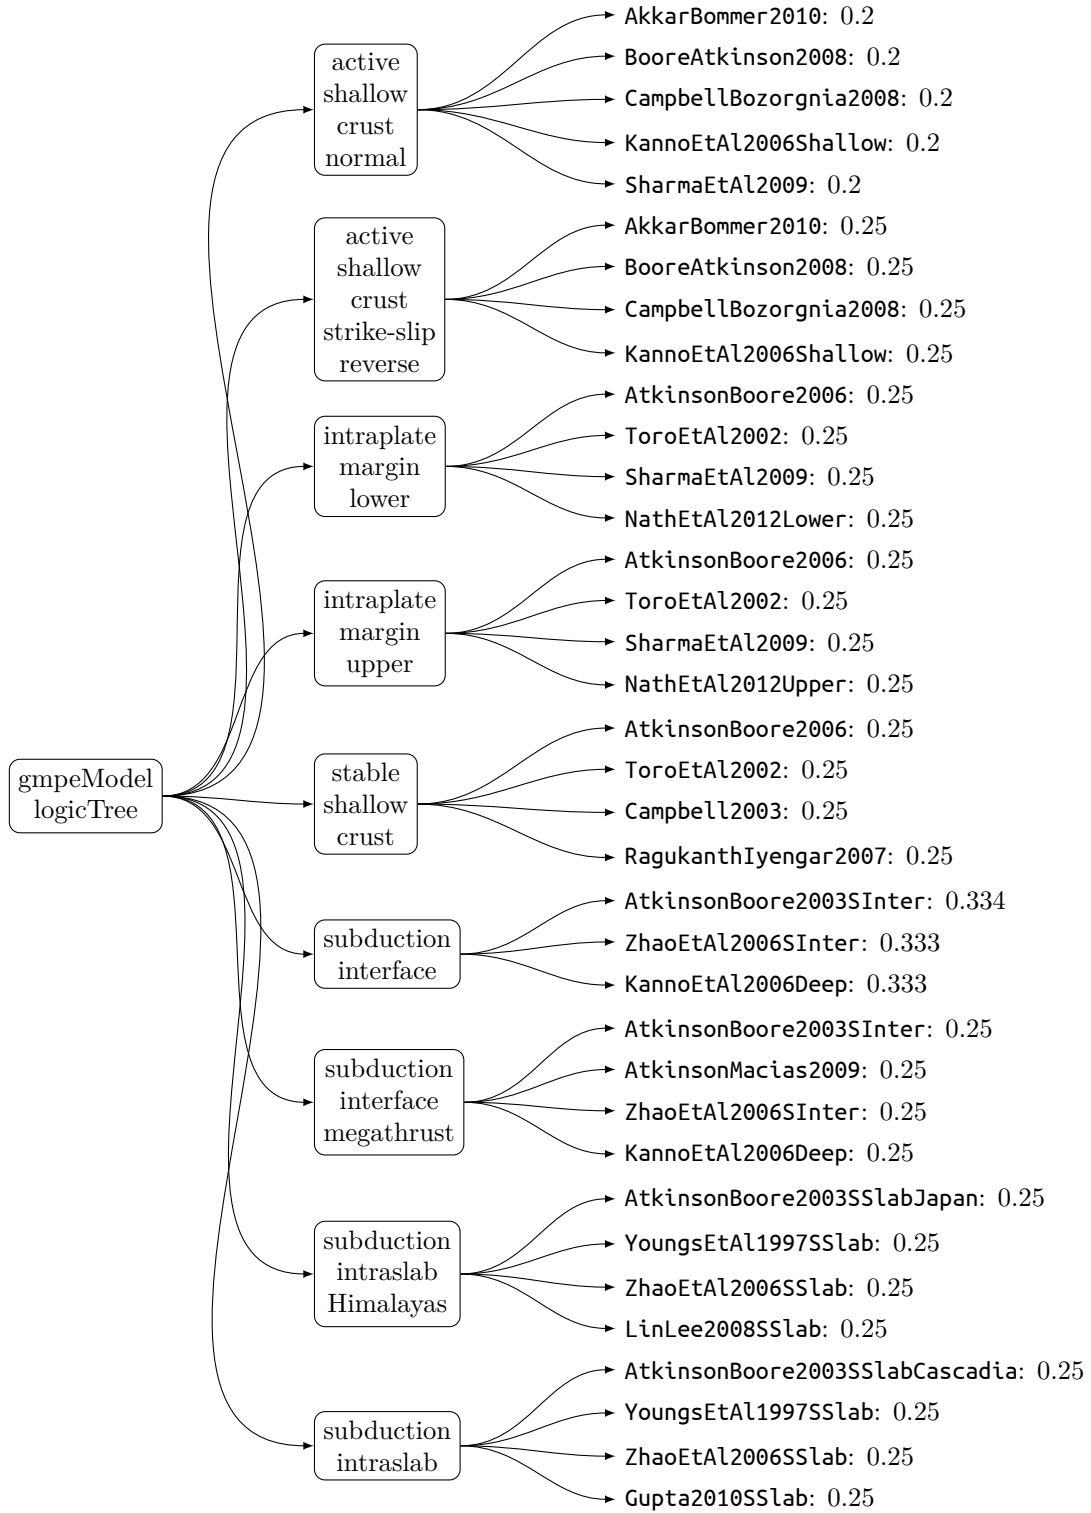 gmpeModel
logicTree
active
shallow
crust
normal
AkkarBommer2010: 0.2
BooreAtkinson2008: 0.2
CampbellBozorgnia2008: 0.2
KannoEtAl2006Shallow: 0.2
SharmaEtAl2009: 0.2
active
shallow
crust
strike-slip
reverse
AkkarBommer2010: 0.25
BooreAtkinson2008: 0.25
CampbellBozorgnia2008: 0.25
KannoEtAl2006Shallow: 0.25
intraplate
margin
lower
AtkinsonBoore2006: 0.25
ToroEtAl2002: 0.25
SharmaEtAl2009: 0.25
NathEtAl2012Lower: 0.25
intraplate
margin
upper
AtkinsonBoore2006: 0.25
ToroEtAl2002: 0.25
SharmaEtAl2009: 0.25
NathEtAl2012Upper: 0.25
stable
shallow
crust
AtkinsonBoore2006: 0.25
ToroEtAl2002: 0.25
Campbell2003: 0.25
RagukanthIyengar2007: 0.25
subduction
interface
AtkinsonBoore2003SInter: 0.334
ZhaoEtAl2006SInter: 0.333
KannoEtAl2006Deep: 0.333
subduction
interface
megathrust
AtkinsonBoore2003SInter: 0.25
AtkinsonMacias2009: 0.25
ZhaoEtAl2006SInter: 0.25
KannoEtAl2006Deep: 0.25
subduction
intraslab
Himalayas
AtkinsonBoore2003SSlabJapan: 0.25
YoungsEtAl1997SSlab: 0.25
ZhaoEtAl2006SSlab: 0.25
LinLee2008SSlab: 0.25
subduction
intraslab
AtkinsonBoore2003SSlabCascadia: 0.25
YoungsEtAl1997SSlab: 0.25
ZhaoEtAl2006SSlab: 0.25
Gupta2010SSlab: 0.25